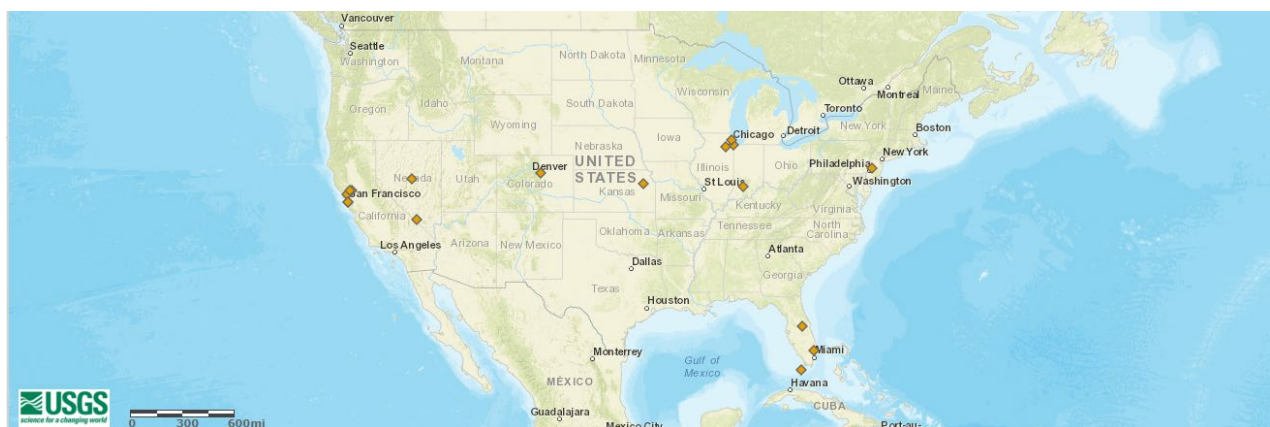 Vancouver
Seattle
Washington
Montana
North Dakota
Minnesota
Ottawa
Montreal
Maine
Oregon
Idaho
Wyoming
South Dakota
Wisconsin
Toronto
Boston
New York
Iowa
Chicago
Detroit
Nebraska
UNITED
STATES
Illinois
Ohio
Philadelphia
New York
Washington
Nevada
Utah
Denver
Colorado
Kansas
St Louis
Missouri
Kentucky
Virginia
San Francisco
California
Tennessee
North
Carolina
Los Angeles
Arizona
New Mexico
Oklahoma
Arkansas
Atlanta
Georgia
Dallas
Texas
Houston
Miami
Monterrey
Gulf of
Mexico
MÉXICO
Havana
CUBA
Guadalajara
Mexico City
Port-au-
USGS
science for a changing world
0 300 600mi